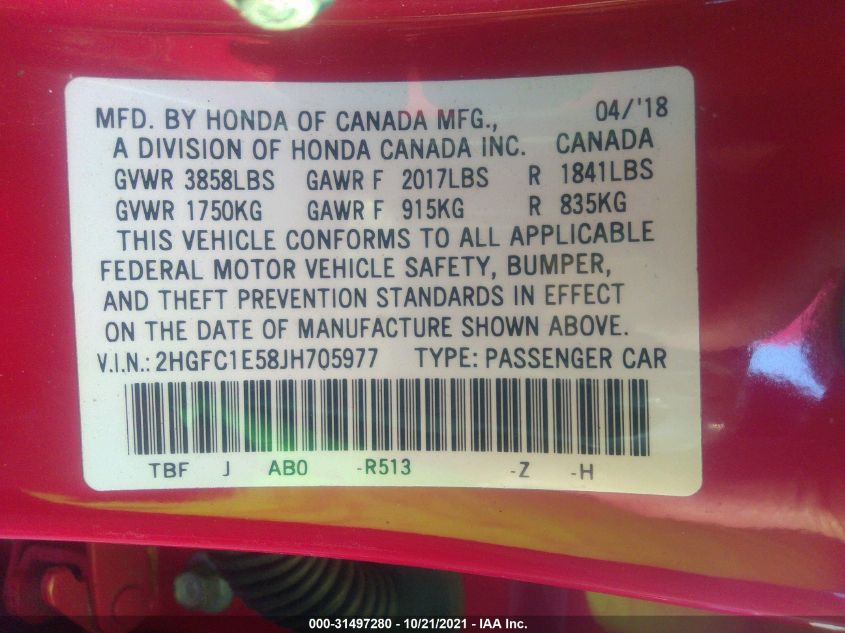 MFD. BY HONDA OF CANADA MFG., 04/'18
A DIVISION OF HONDA CANADA INC. CANADA
GVWR 3858LBS GAWR F 2017LBS R 1841LBS
GVWR 1750KG GAWR F 915KG R 835KG
THIS VEHICLE CONFORMS TO ALL APPLICABLE
FEDERAL MOTOR VEHICLE SAFETY, BUMPER,
AND THEFT PREVENTION STANDARDS IN EFFECT
ON THE DATE OF MANUFACTURE SHOWN ABOVE.
V.I.N.: 2HGFC1E58JH705977 TYPE: PASSENGER CAR
TBF J AB0 -R513 -Z -H
000-31497280 - 10/21/2021 - IAA Inc.